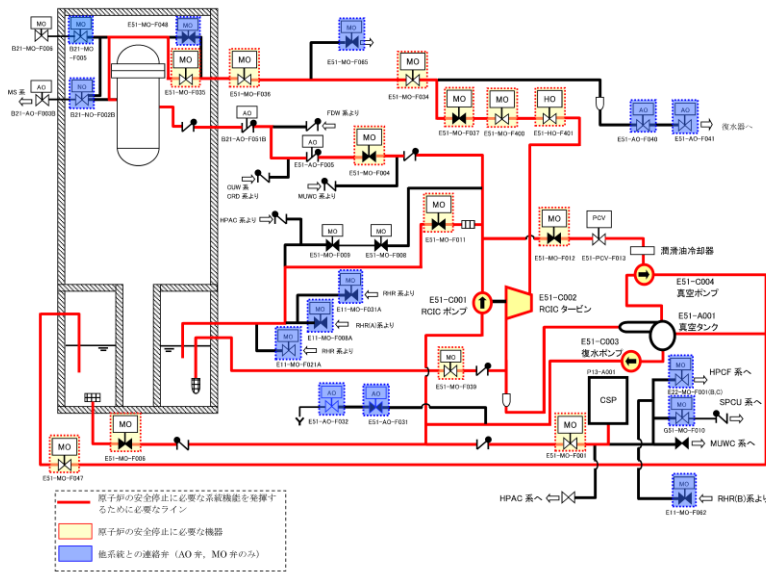 MO
B21-MO-F006
MO
B21-MO
-F005
E51-MO-F048
MO
MO
E51-MO-F035
MO
E51-MO-F036
MO
E51-MO-F065
MO
E51-MO-F034
MS 系
AO
B21-AO-F003B
B21-NO-F002B
MO
E51-MO-F007
MO
E51-MO-F400
HO
E51-HO-F401
AO
E51-AO-F040
AO
E51-AO-F041
復水器へ
AO
B21-AO-F051B
FDW 系より
AO
E51-AO-F005
MO
E51-MO-F004
CUW 系
CRD 系より
MUWC 系より
HPAC 系より
MO
E51-MO-F009
MO
E51-MO-F008
MO
E51-MO-F011
MO
E51-MO-F012
PCV
E51-PCV-F013
潤滑油冷却器
E51-C004
真空ポンプ
E51-C001
RCIC ポンプ
E51-C002
RCIC タービン
E51-A001
真空タンク
E51-C003
復水ポンプ
MO
E11-MO-F031A
RHR 系より
MO
E11-MO-F008A
RHR(A)系より
MO
E11-MO-F021A
RHR 系より
MO
E51-MO-F039
P13-A001
CSP
MO
E22-MO-F001(B,C)
HPCF 系へ
MO
G51-MO-F010
SPCU 系へ
MUWC 系へ
AO
E51-AO-F032
AO
E51-AO-F031
MO
E51-MO-F006
MO
E51-MO-F001
MO
E51-MO-F047
HPAC 系へ
MO
E11-MO-F062
RHR(B)系より
原子炉の安全停止に必要な系統機能を発揮す
るために必要なライン
原子炉の安全停止に必要な機器
他系統との連絡弁（AO 弁，MO 弁のみ）